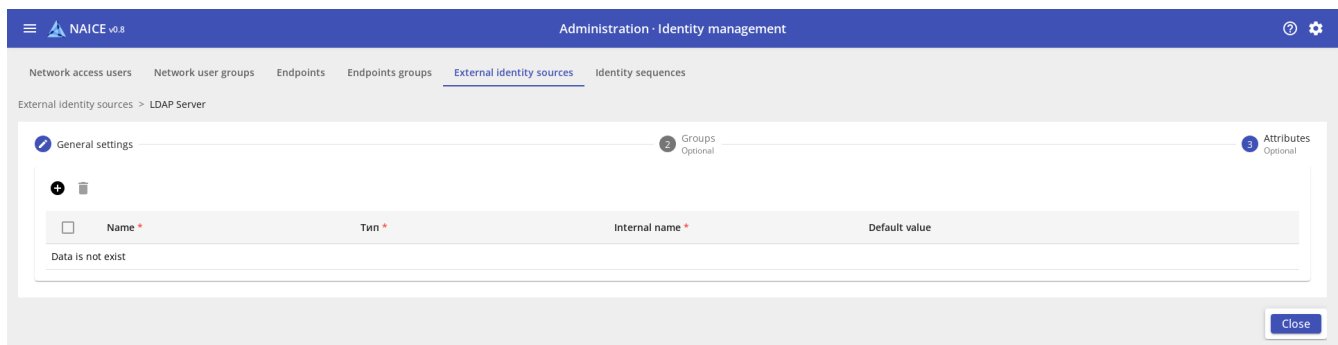 NAICE v0.8
Administration · Identity management
Network access users Network user groups Endpoints Endpoints groups External identity sources Identity sequences
External identity sources > LDAP Server
General settings
2 Groups
Optional
3 Attributes
Optional
Name * Тип * Internal name * Default value
Data is not exist
Close